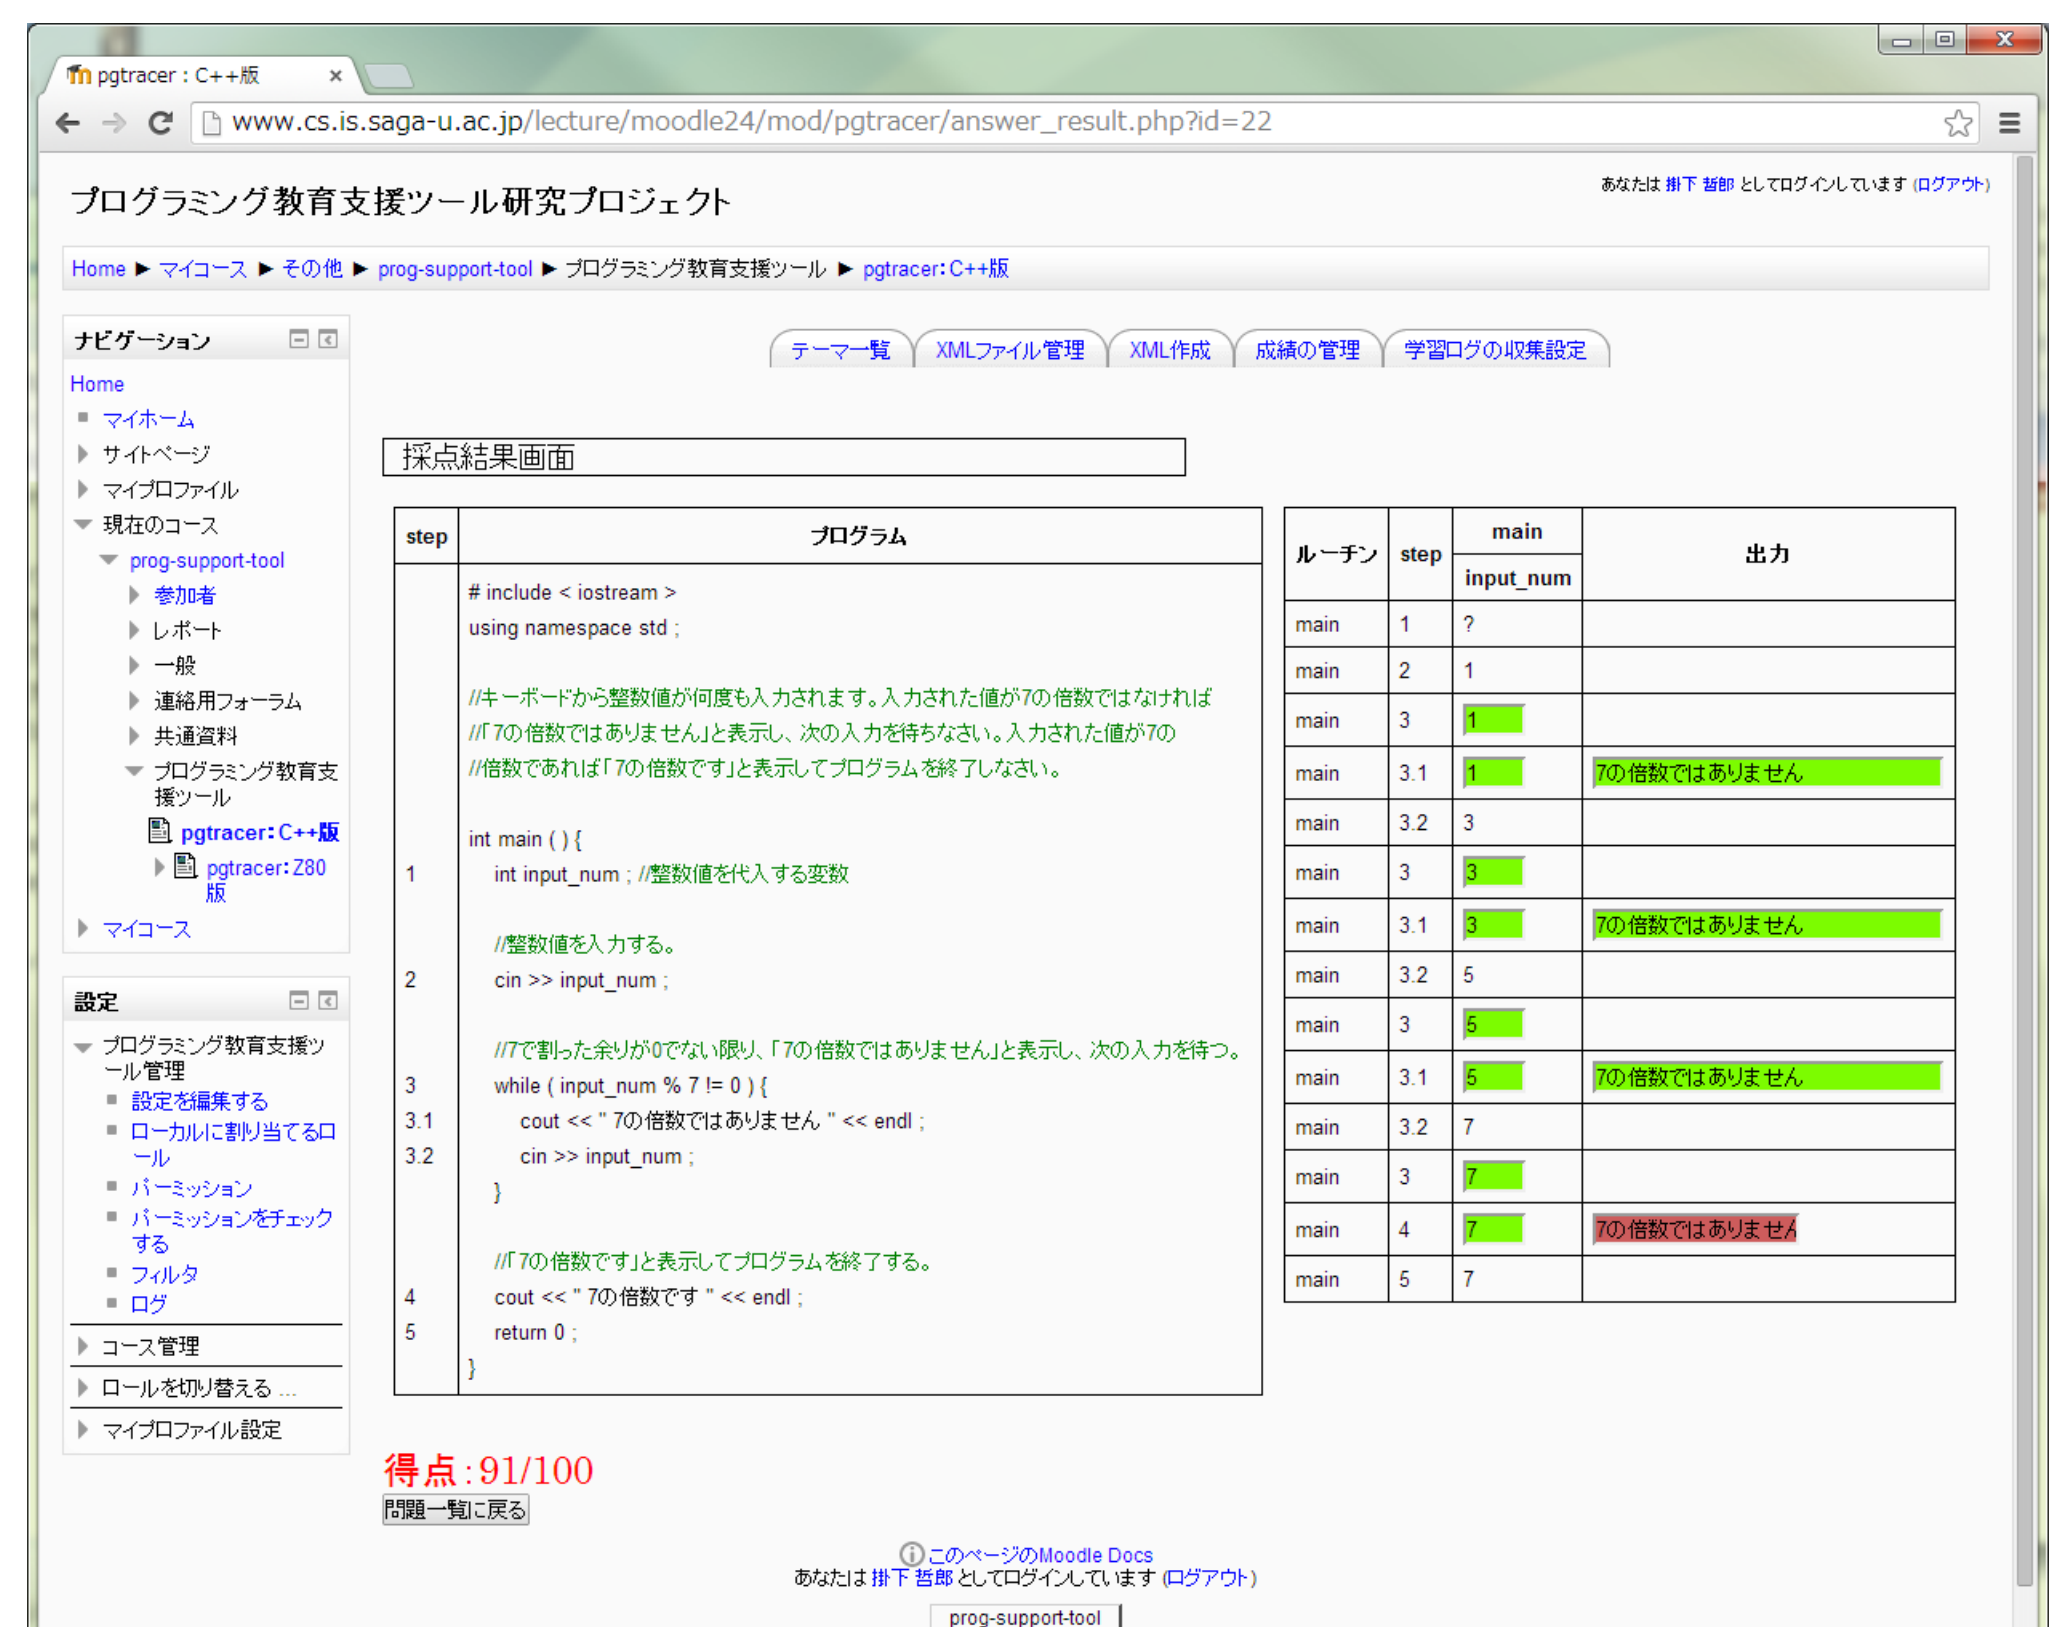 pgtracer : C++版
www.cs.is.saga-u.ac.jp/lecture/moodle24/mod/pgtracer/answer_result.php?id=22
プログラミング教育支援ツール研究プロジェクト
あなたは 掛下 哲郎 としてログインしています (ログアウト)
Home ► マイコース ► その他 ► prog-support-tool ► プログラミング教育支援ツール ► pgtracer：C++版
ナビゲーション
Home
マイホーム
サイトページ
マイプロファイル
現在のコース
prog-support-tool
参加者
レポート
一般
連絡用フォーラム
共通資料
プログラミング教育支
援ツール
pgtracer：C++版
pgtracer：Z80
版
マイコース
設定
プログラミング教育支援ツ
ール管理
設定を編集する
ローカルに割り当てるロ
ール
パーミッション
パーミッションをチェック
する
フィルタ
ログ
コース管理
ロールを切り替える ...
マイプロファイル設定
テーマ一覧 XMLファイル管理 XML作成 成績の管理 学習ログの収集設定
採点結果画面
step プログラム
# include < iostream >
using namespace std ;
//キーボードから整数値が何度も入力されます。入力された値が7の倍数ではなければ
//「7の倍数ではありません」と表示し、次の入力を待ちなさい。入力された値が7の
//倍数であれば「7の倍数です」と表示してプログラムを終了しなさい。
int main ( ) {
1 int input_num ; //整数値を代入する変数
//整数値を入力する。
2 cin >> input_num ;
//7で割った余りが0でない限り、「7の倍数ではありません」と表示し、次の入力を待つ。
3 while ( input_num % 7 != 0 ) {
3.1 cout << " 7の倍数ではありません " << endl ;
3.2 cin >> input_num ;
}
//「7の倍数です」と表示してプログラムを終了する。
4 cout << " 7の倍数です " << endl ;
5 return 0 ;
}
ルーチン step main 出力
input_num
main 1 ?
main 2 1
main 3 1
main 3.1 1 7の倍数ではありません
main 3.2 3
main 3 3
main 3.1 3 7の倍数ではありません
main 3.2 5
main 3 5
main 3.1 5 7の倍数ではありません
main 3.2 7
main 3 7
main 4 7 7の倍数ではありません
main 5 7
得点 : 91/100
問題一覧に戻る
このページのMoodle Docs
あなたは 掛下 哲郎 としてログインしています (ログアウト)
prog-support-tool